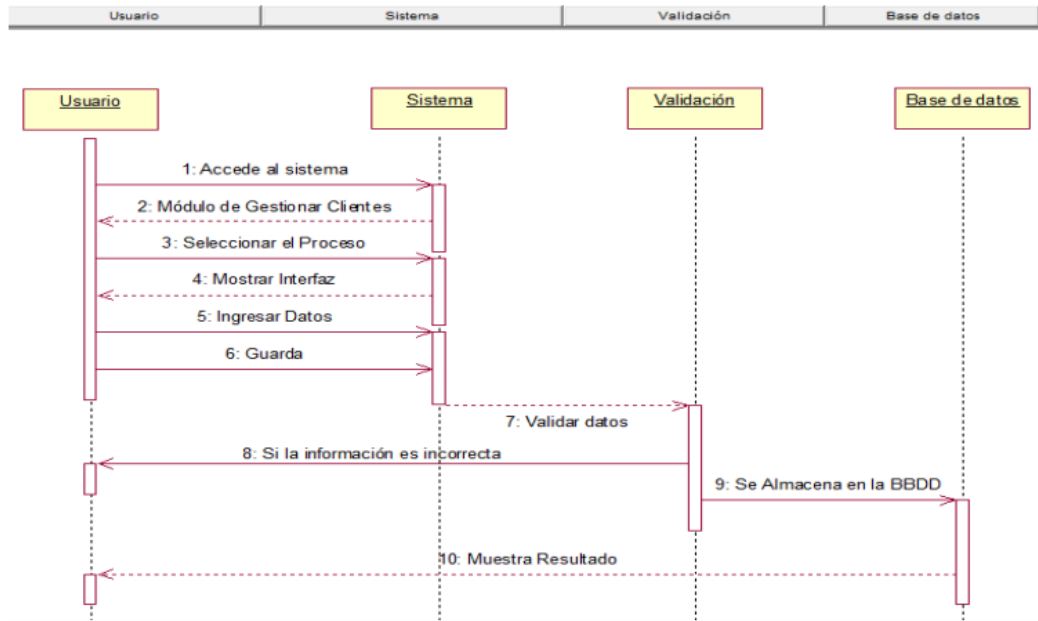 Usuario Sistema Validación Base de datos
Usuario Sistema Validación Base de datos
1: Accede al sistema
2: Módulo de Gestionar Clientes
3: Seleccionar el Proceso
4: Mostrar Interfaz
5: Ingresar Datos
6: Guarda
7: Validar datos
8: Si la información es incorrecta
9: Se Almacena en la BBDD
10: Muestra Resultado